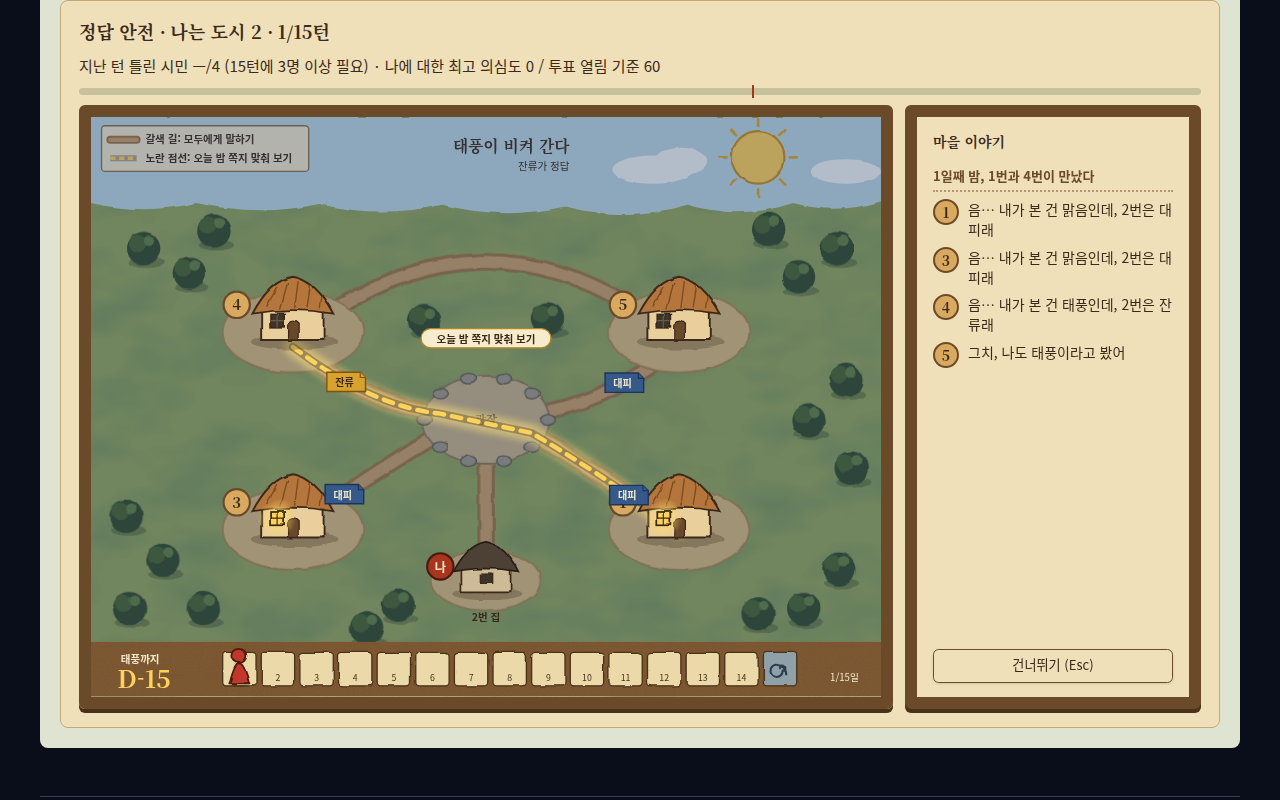 정답 안전 · 나는 도시 2 · 1/15턴
지난 턴 틀린 시민 —/4 (15턴에 3명 이상 필요) · 나에 대한 최고 의심도 0 / 투표 열림 기준 60
갈색 길: 모두에게 말하기
노란 점선: 오늘 밤 쪽지 맞춰 보기
태풍이 비켜 간다
잔류가 정답
4
5
오늘 밤 쪽지 맞춰 보기
잔류
대피
3
대피
대피
나
2번 집
태풍까지
D-15
2
3
4
5
6
7
8
9
10
11
12
13
14
1/15일
마을 이야기
1일째 밤, 1번과 4번이 만났다
1 음… 내가 본 건 맑음인데, 2번은 대
피래
3 음… 내가 본 건 맑음인데, 2번은 대
피래
4 음… 내가 본 건 태풍인데, 2번은 잔
류래
5 그치, 나도 태풍이라고 봤어
건너뛰기 (Esc)